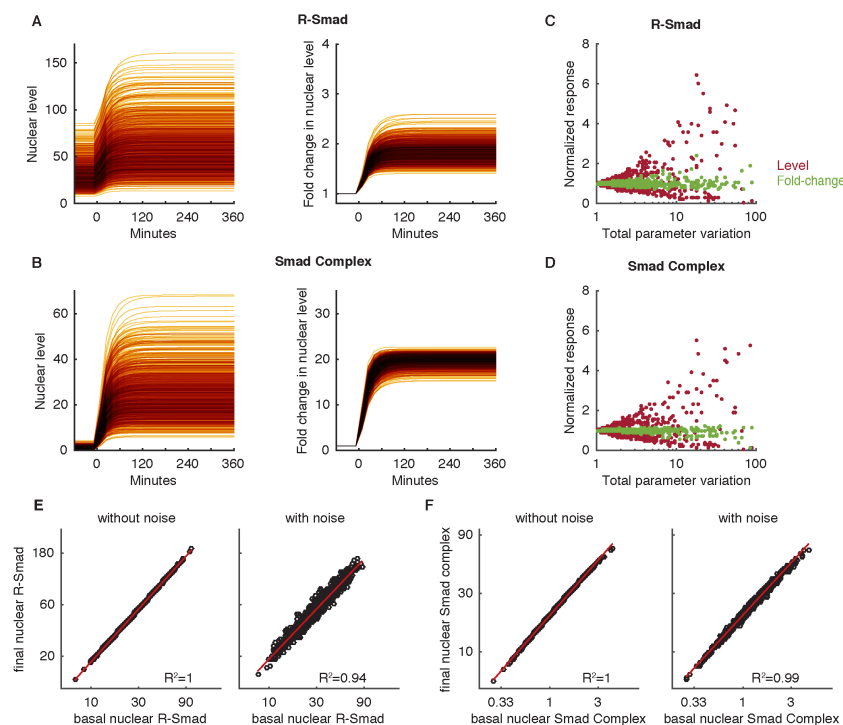 A
R-Smad
C
R-Smad
Nuclear level
150
100
50
0
0 120 240 360
Minutes
Fold change in nuclear level
4
3
2
1
0 120 240 360
Minutes
Normalized response
8
6
4
2
0
1 10 100
Total parameter variation
Level
Fold-change
B
Smad Complex
D
Smad Complex
Nuclear level
60
40
20
0
0 120 240 360
Minutes
Fold change in nuclear level
30
20
10
0
0 120 240 360
Minutes
Normalized response
8
6
4
2
0
1 10 100
Total parameter variation
E
without noise
with noise
final nuclear R-Smad
180
60
20
R²=1
10 30 90
basal nuclear R-Smad
R²=0.94
10 30 90
basal nuclear R-Smad
F
without noise
with noise
final nuclear Smad complex
90
30
10
R²=1
0.33 1 3
basal nuclear Smad Complex
R²=0.99
0.33 1 3
basal nuclear Smad Complex